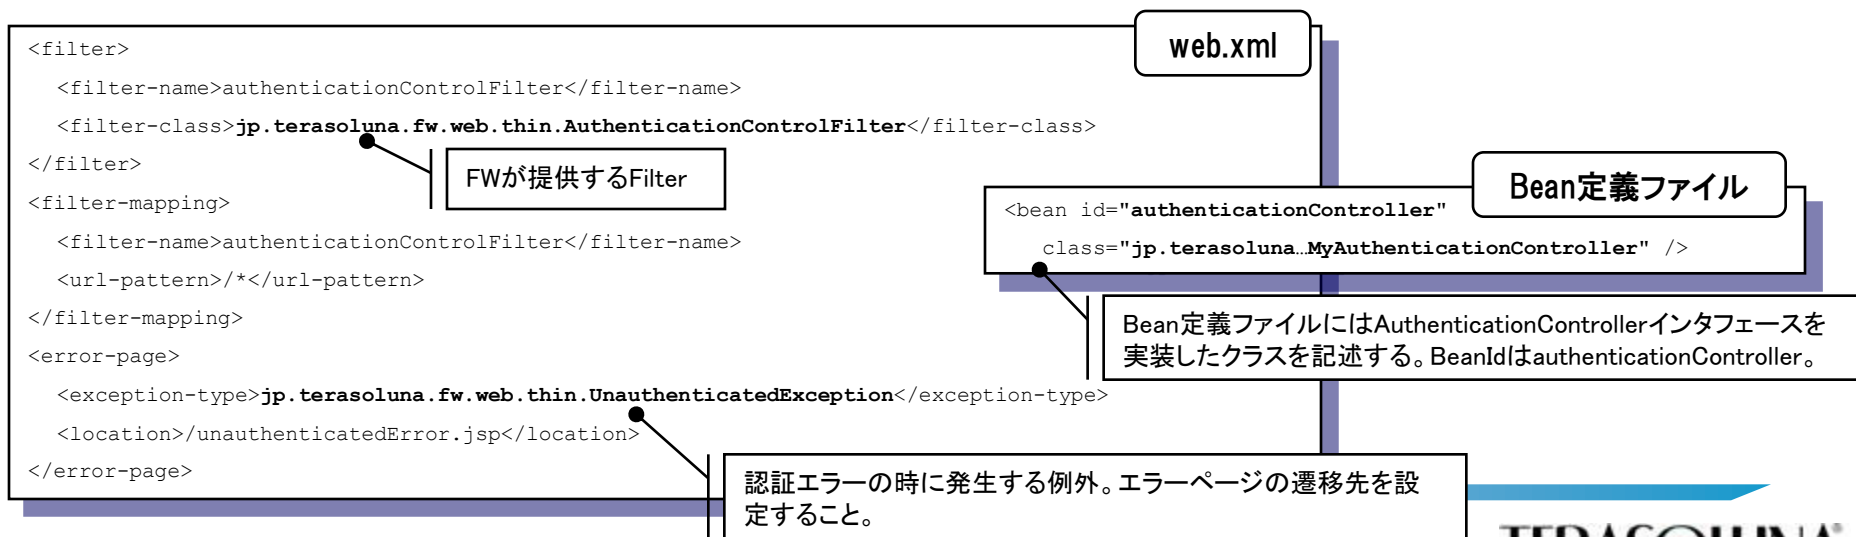 web.xml
<filter>
<filter-name>authenticationControlFilter</filter-name>
<filter-class>jp.terasoluna.fw.web.thin.AuthenticationControlFilter</filter-class>
</filter>
FWが提供するFilter
<filter-mapping>
<filter-name>authenticationControlFilter</filter-name>
<url-pattern>/*</url-pattern>
</filter-mapping>
<error-page>
<exception-type>jp.terasoluna.fw.web.thin.UnauthenticatedException</exception-type>
<location>/unauthenticatedError.jsp</location>
</error-page>
認証エラーの時に発生する例外。エラーページの遷移先を設
定すること。
Bean定義ファイル
<bean id="authenticationController"
class="jp.terasoluna…MyAuthenticationController" />
Bean定義ファイルにはAuthenticationControllerインタフェースを
実装したクラスを記述する。BeanIdはauthenticationController。
TERASOLUNA®